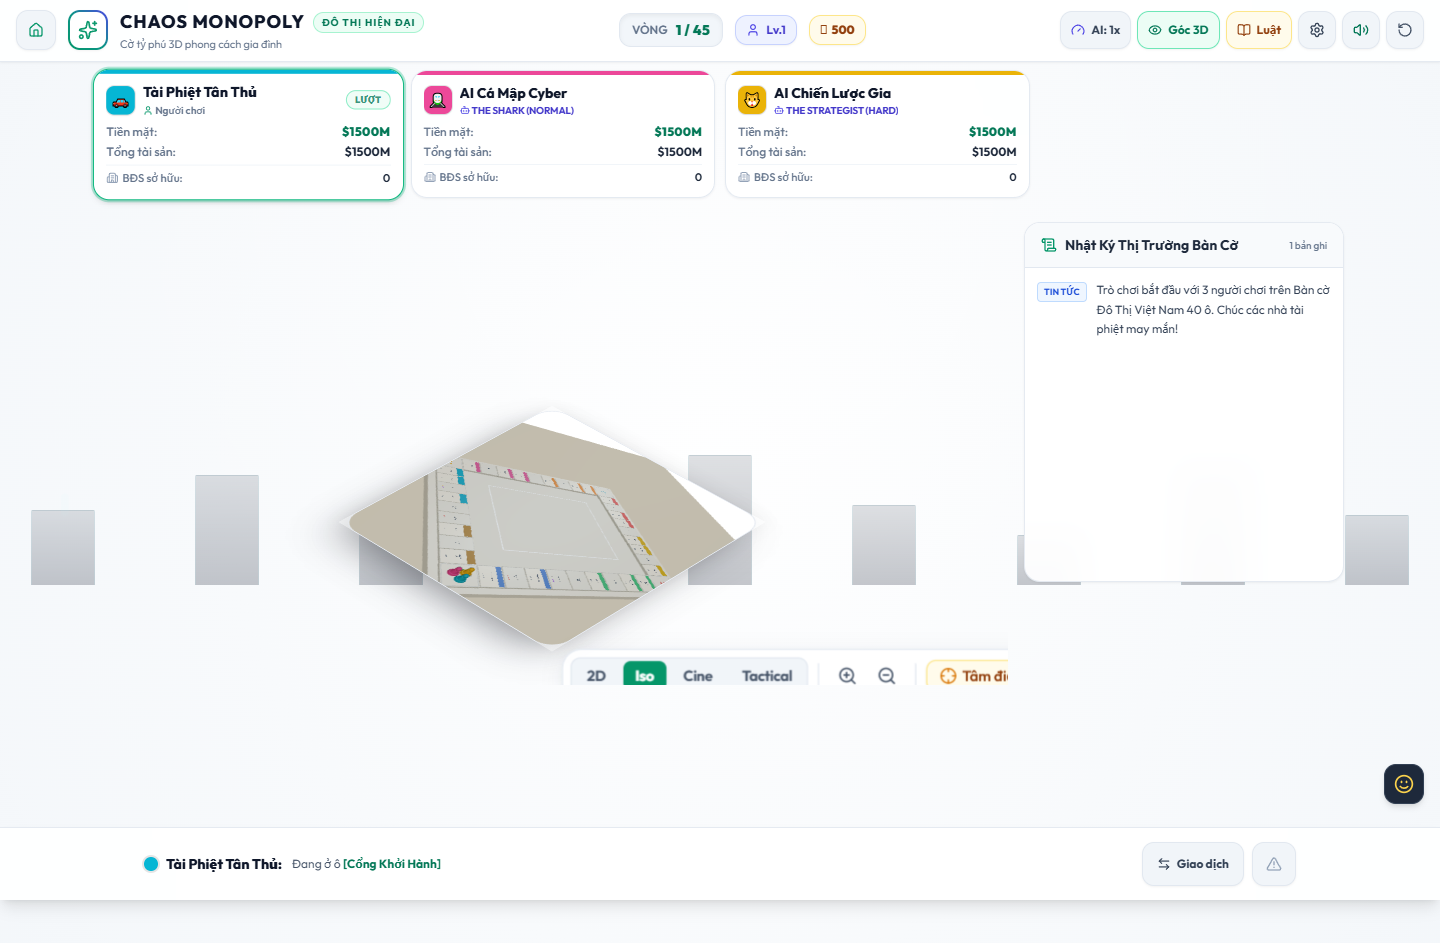 CHAOS MONOPOLY
ĐÔ THỊ HIỆN ĐẠI
Cờ tỷ phú 3D phong cách gia đình
VÒNG 1 / 45
Lv.1
500
AI: 1x
Góc 3D
Luật
Tài Phiệt Tân Thủ
Người chơi
LƯỢT
Tiền mặt: $1500M
Tổng tài sản: $1500M
BĐS sở hữu: 0
AI Cá Mập Cyber
THE SHARK (NORMAL)
Tiền mặt: $1500M
Tổng tài sản: $1500M
BĐS sở hữu: 0
AI Chiến Lược Gia
THE STRATEGIST (HARD)
Tiền mặt: $1500M
Tổng tài sản: $1500M
BĐS sở hữu: 0
Nhật Ký Thị Trường Bàn Cờ
1 bản ghi
TIN TỨC
Trò chơi bắt đầu với 3 người chơi trên Bàn cờ
Đô Thị Việt Nam 40 ô. Chúc các nhà tài
phiệt may mắn!
2D Iso Cine Tactical Tâm
Tài Phiệt Tân Thủ: Đang ở ô [Cổng Khởi Hành]
Giao dịch